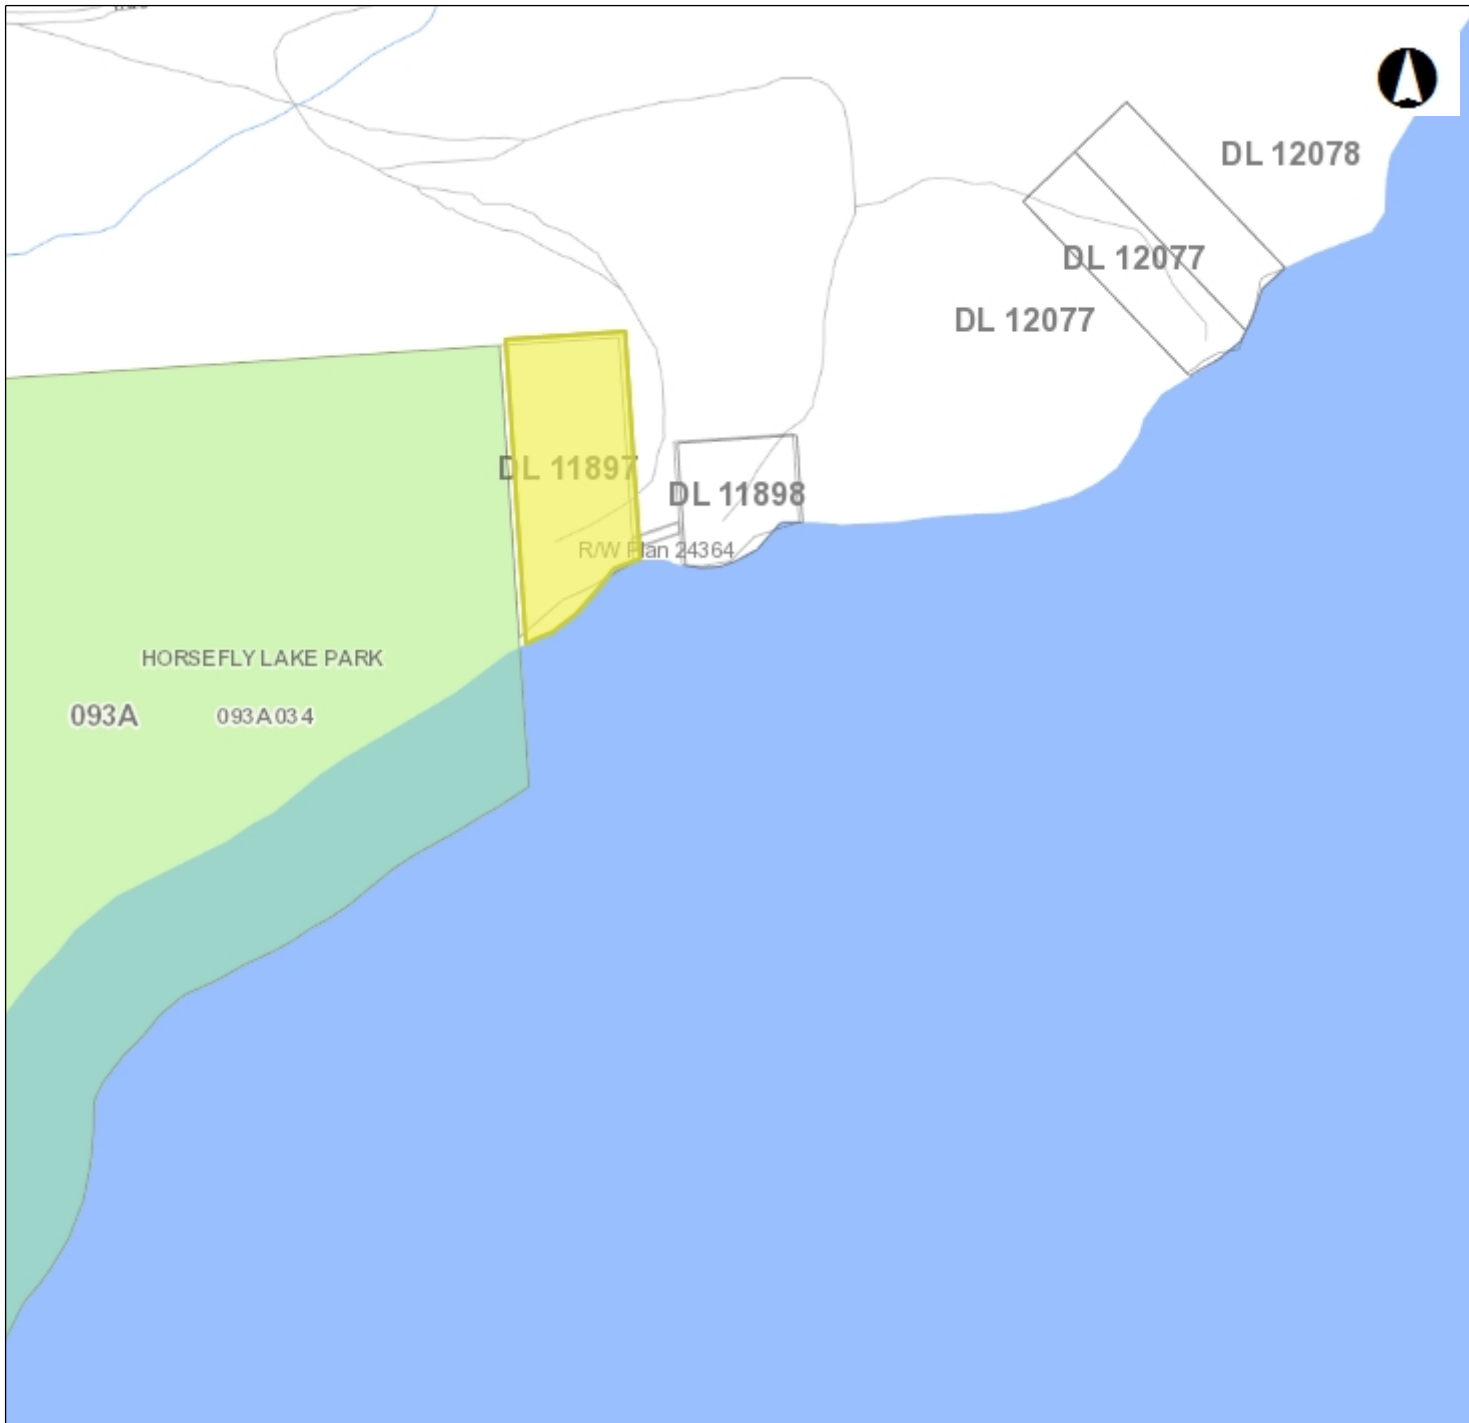 DL 12078
DL 12077
DL 12077
DL 11897
DL 11898
R/W Plan 24364
HORSEFLY LAKE PARK
093A
093A034